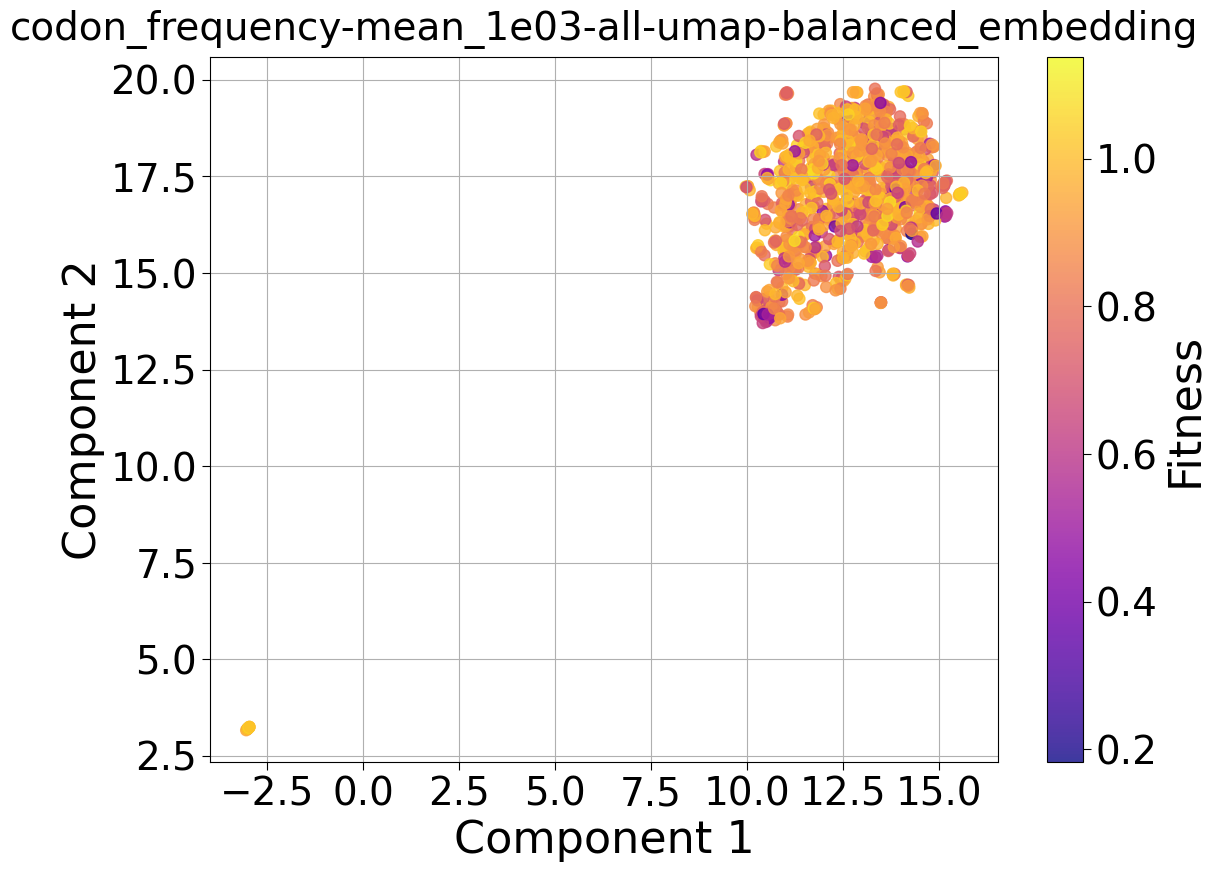 codon_frequency-mean_1e03-all-umap-balanced_embedding
20.0
17.5
15.0
12.5
10.0
7.5
5.0
2.5
Component 2
−2.5 0.0 2.5 5.0 7.5 10.0 12.5 15.0
Component 1
1.0
0.8
0.6
0.4
0.2
Fitness